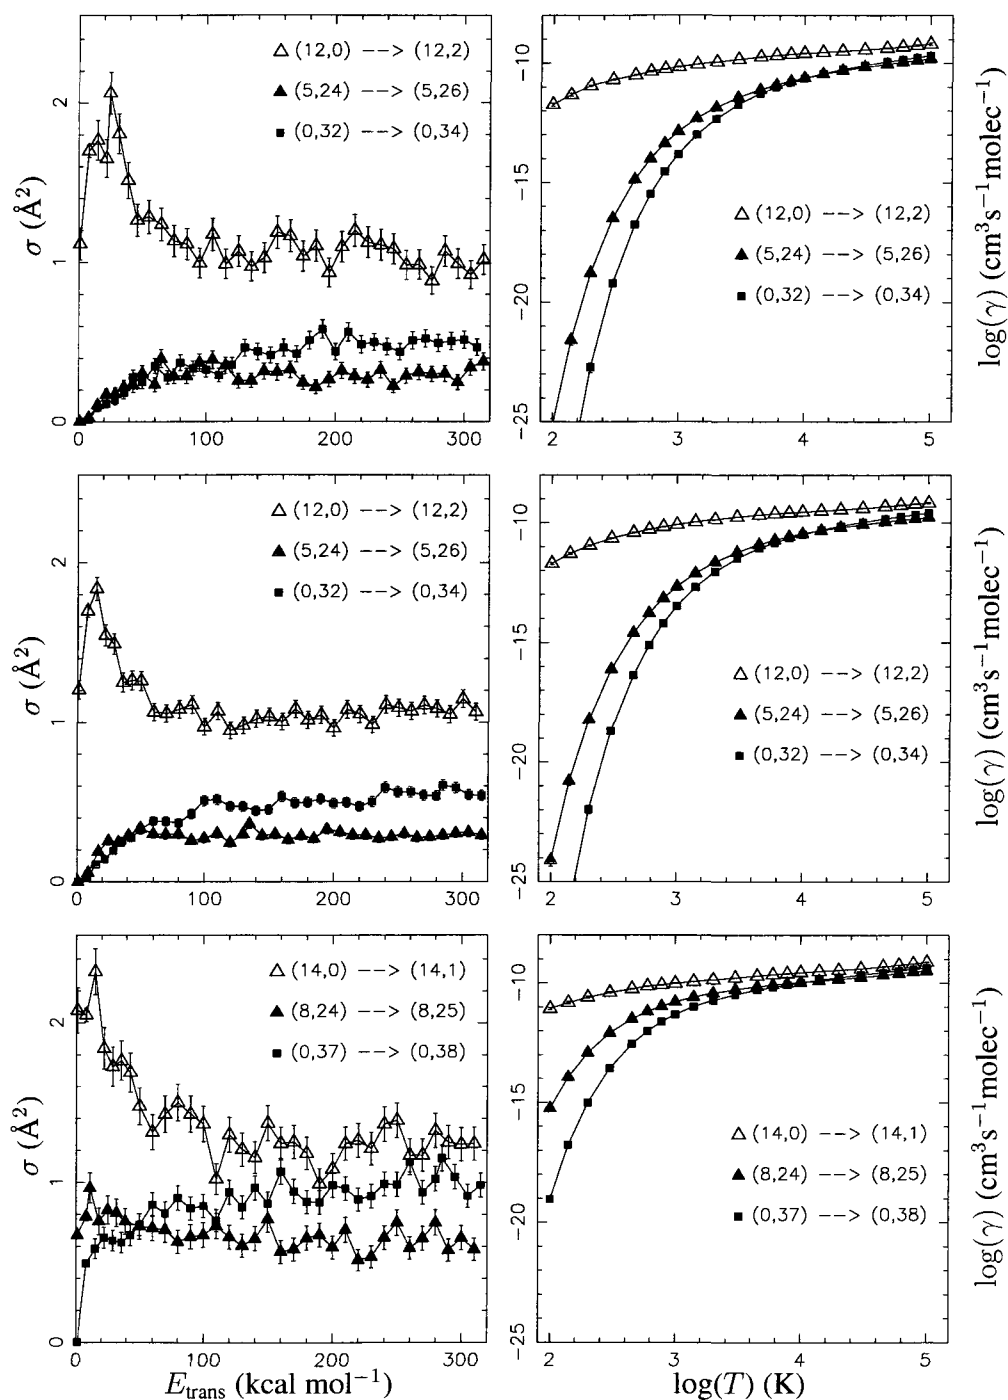 2
1
0
σ (Å²)
0 100 200 300
△ (12,0) −−> (12,2)
▲ (5,24) −−> (5,26)
■ (0,32) −−> (0,34)
-10
-15
-20
-25
log(γ) (cm³s⁻¹molec⁻¹)
2 3 4 5
△ (12,0) −−> (12,2)
▲ (5,24) −−> (5,26)
■ (0,32) −−> (0,34)
2
1
0
σ (Å²)
0 100 200 300
△ (12,0) −−> (12,2)
▲ (5,24) −−> (5,26)
■ (0,32) −−> (0,34)
-10
-15
-20
-25
log(γ) (cm³s⁻¹molec⁻¹)
2 3 4 5
△ (12,0) −−> (12,2)
▲ (5,24) −−> (5,26)
■ (0,32) −−> (0,34)
2
1
0
σ (Å²)
0 100 200 300
E_trans (kcal mol⁻¹)
△ (14,0) −−> (14,1)
▲ (8,24) −−> (8,25)
■ (0,37) −−> (0,38)
-10
-15
-20
-25
log(γ) (cm³s⁻¹molec⁻¹)
2 3 4 5
log(T) (K)
△ (14,0) −−> (14,1)
▲ (8,24) −−> (8,25)
■ (0,37) −−> (0,38)